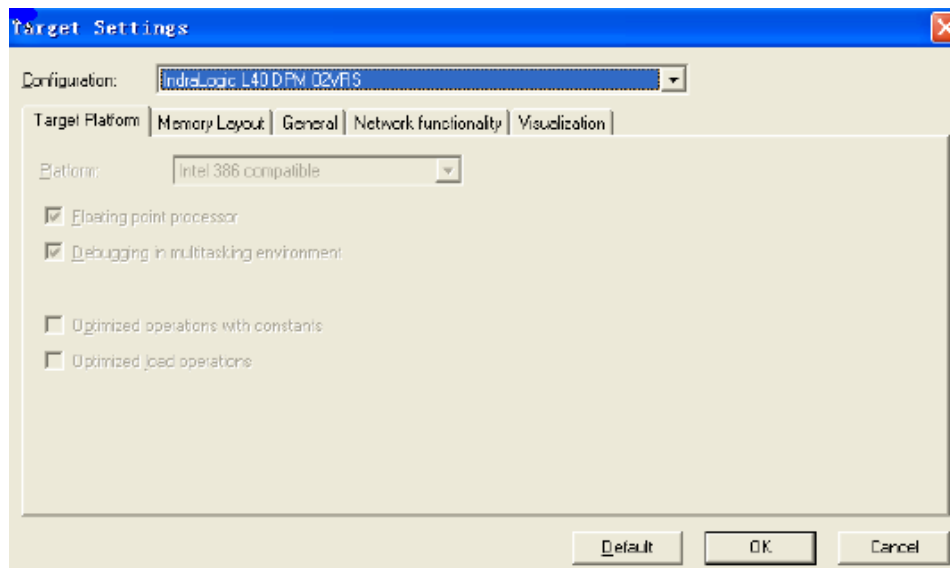 Target Settings
Configuration: IndraLogic L40 DPM 02VRS
Target Platform Memory Layout General Network functionality Visualization
Platform: Intel 386 compatible
Floating point processor
Debugging in multitasking environment
Optimized operations with constants
Optimized load operations
Default OK Cancel